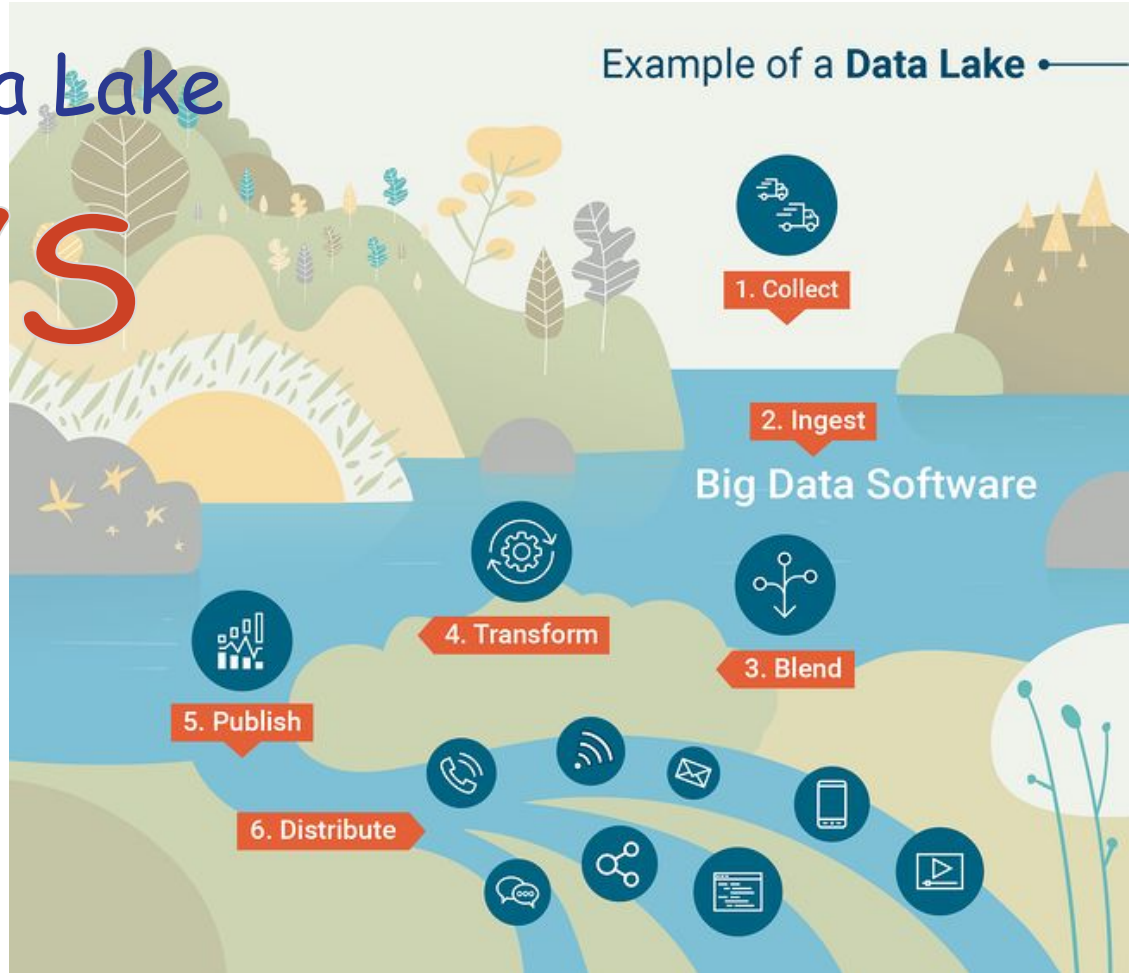 a Lake
Example of a Data Lake
S
1. Collect
2. Ingest
Big Data Software
4. Transform
3. Blend
5. Publish
6. Distribute